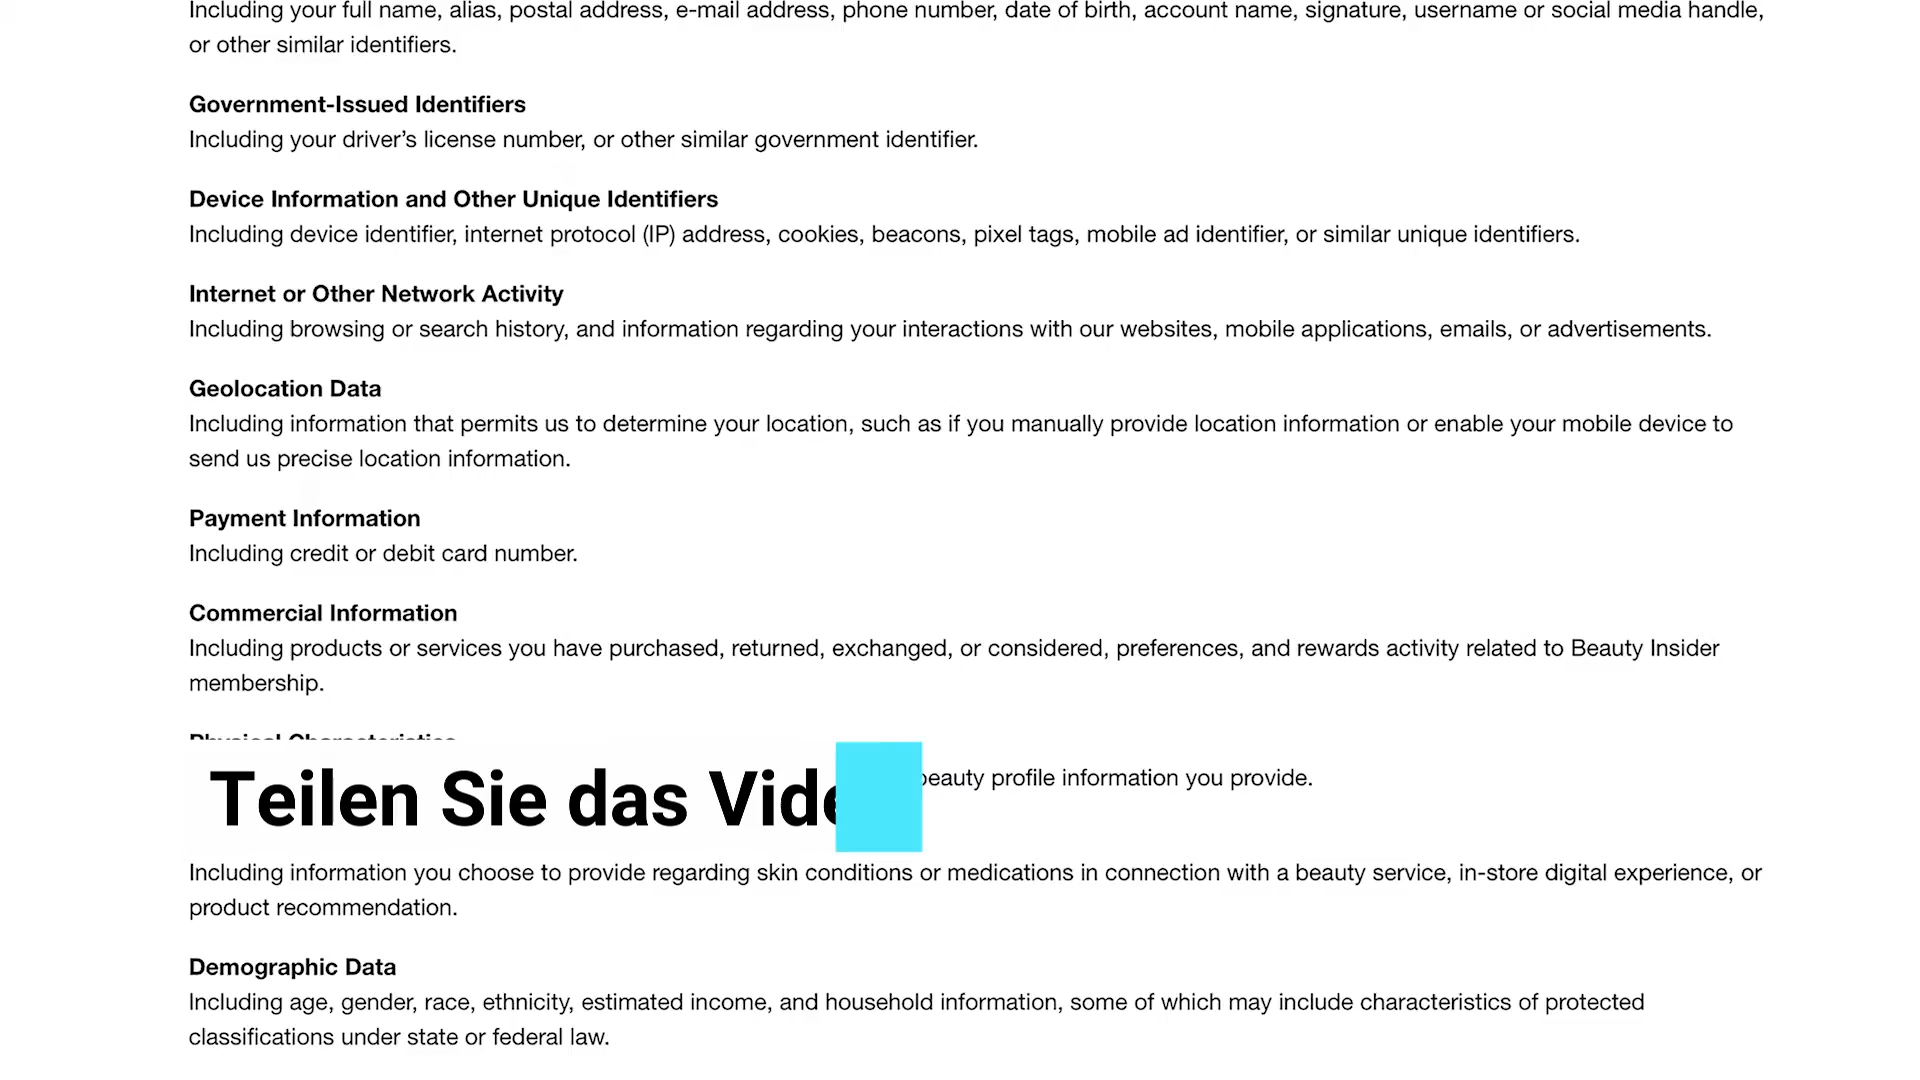 Including your full name, alias, postal address, e-mail address, phone number, date of birth, account name, signature, username or social media handle,
or other similar identifiers.
Government-Issued Identifiers
Including your driver’s license number, or other similar government identifier.
Device Information and Other Unique Identifiers
Including device identifier, internet protocol (IP) address, cookies, beacons, pixel tags, mobile ad identifier, or similar unique identifiers.
Internet or Other Network Activity
Including browsing or search history, and information regarding your interactions with our websites, mobile applications, emails, or advertisements.
Geolocation Data
Including information that permits us to determine your location, such as if you manually provide location information or enable your mobile device to
send us precise location information.
Payment Information
Including credit or debit card number.
Commercial Information
Including products or services you have purchased, returned, exchanged, or considered, preferences, and rewards activity related to Beauty Insider
membership.
Physical Characteristics
beauty profile information you provide.
Teilen Sie das Vide
Including information you choose to provide regarding skin conditions or medications in connection with a beauty service, in-store digital experience, or
product recommendation.
Demographic Data
Including age, gender, race, ethnicity, estimated income, and household information, some of which may include characteristics of protected
classifications under state or federal law.